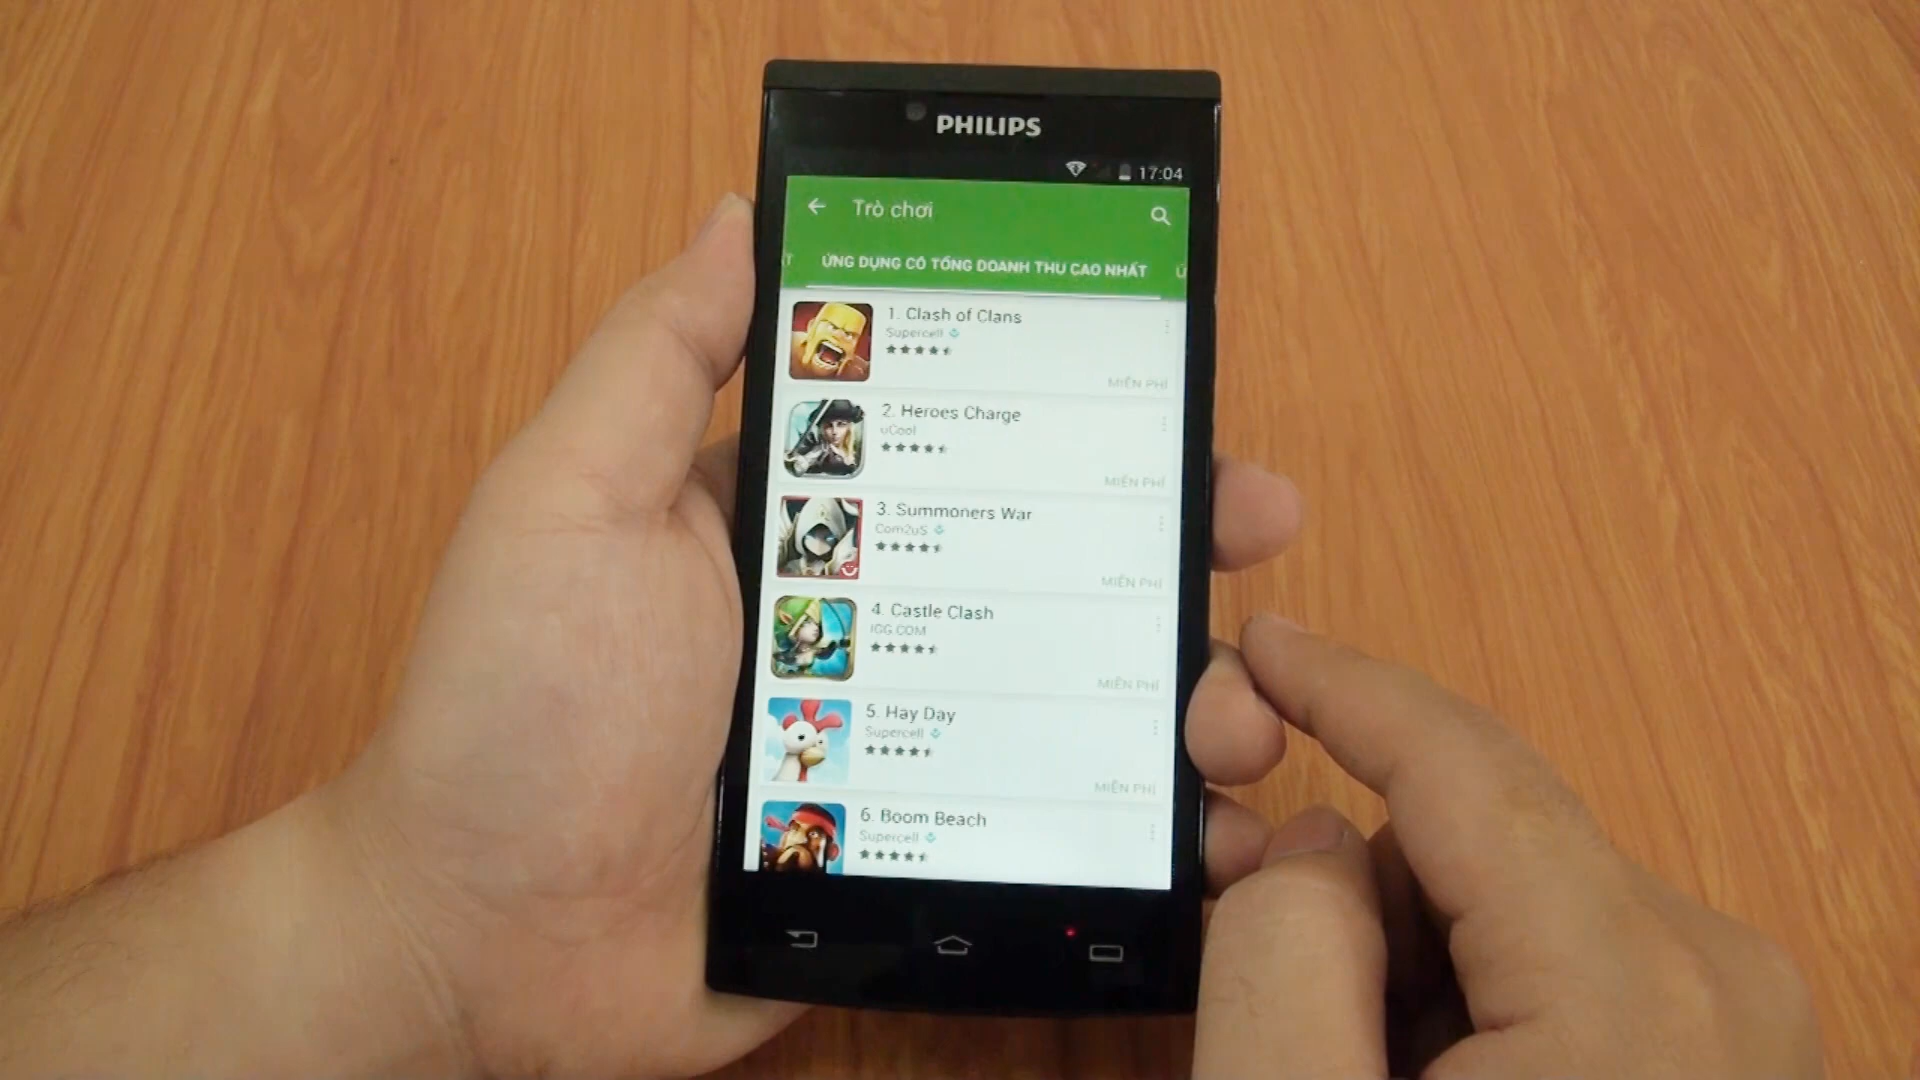 PHILIPS
17:04
Trò chơi
ỨNG DỤNG CÓ TỔNG DOANH THU CAO NHẤT
1. Clash of Clans
Supercell
MIỄN PHÍ
2. Heroes Charge
uCool
MIỄN PHÍ
3. Summoners War
Com2uS
MIỄN PHÍ
4. Castle Clash
IGG.COM
MIỄN PHÍ
5. Hay Day
Supercell
MIỄN PHÍ
6. Boom Beach
Supercell